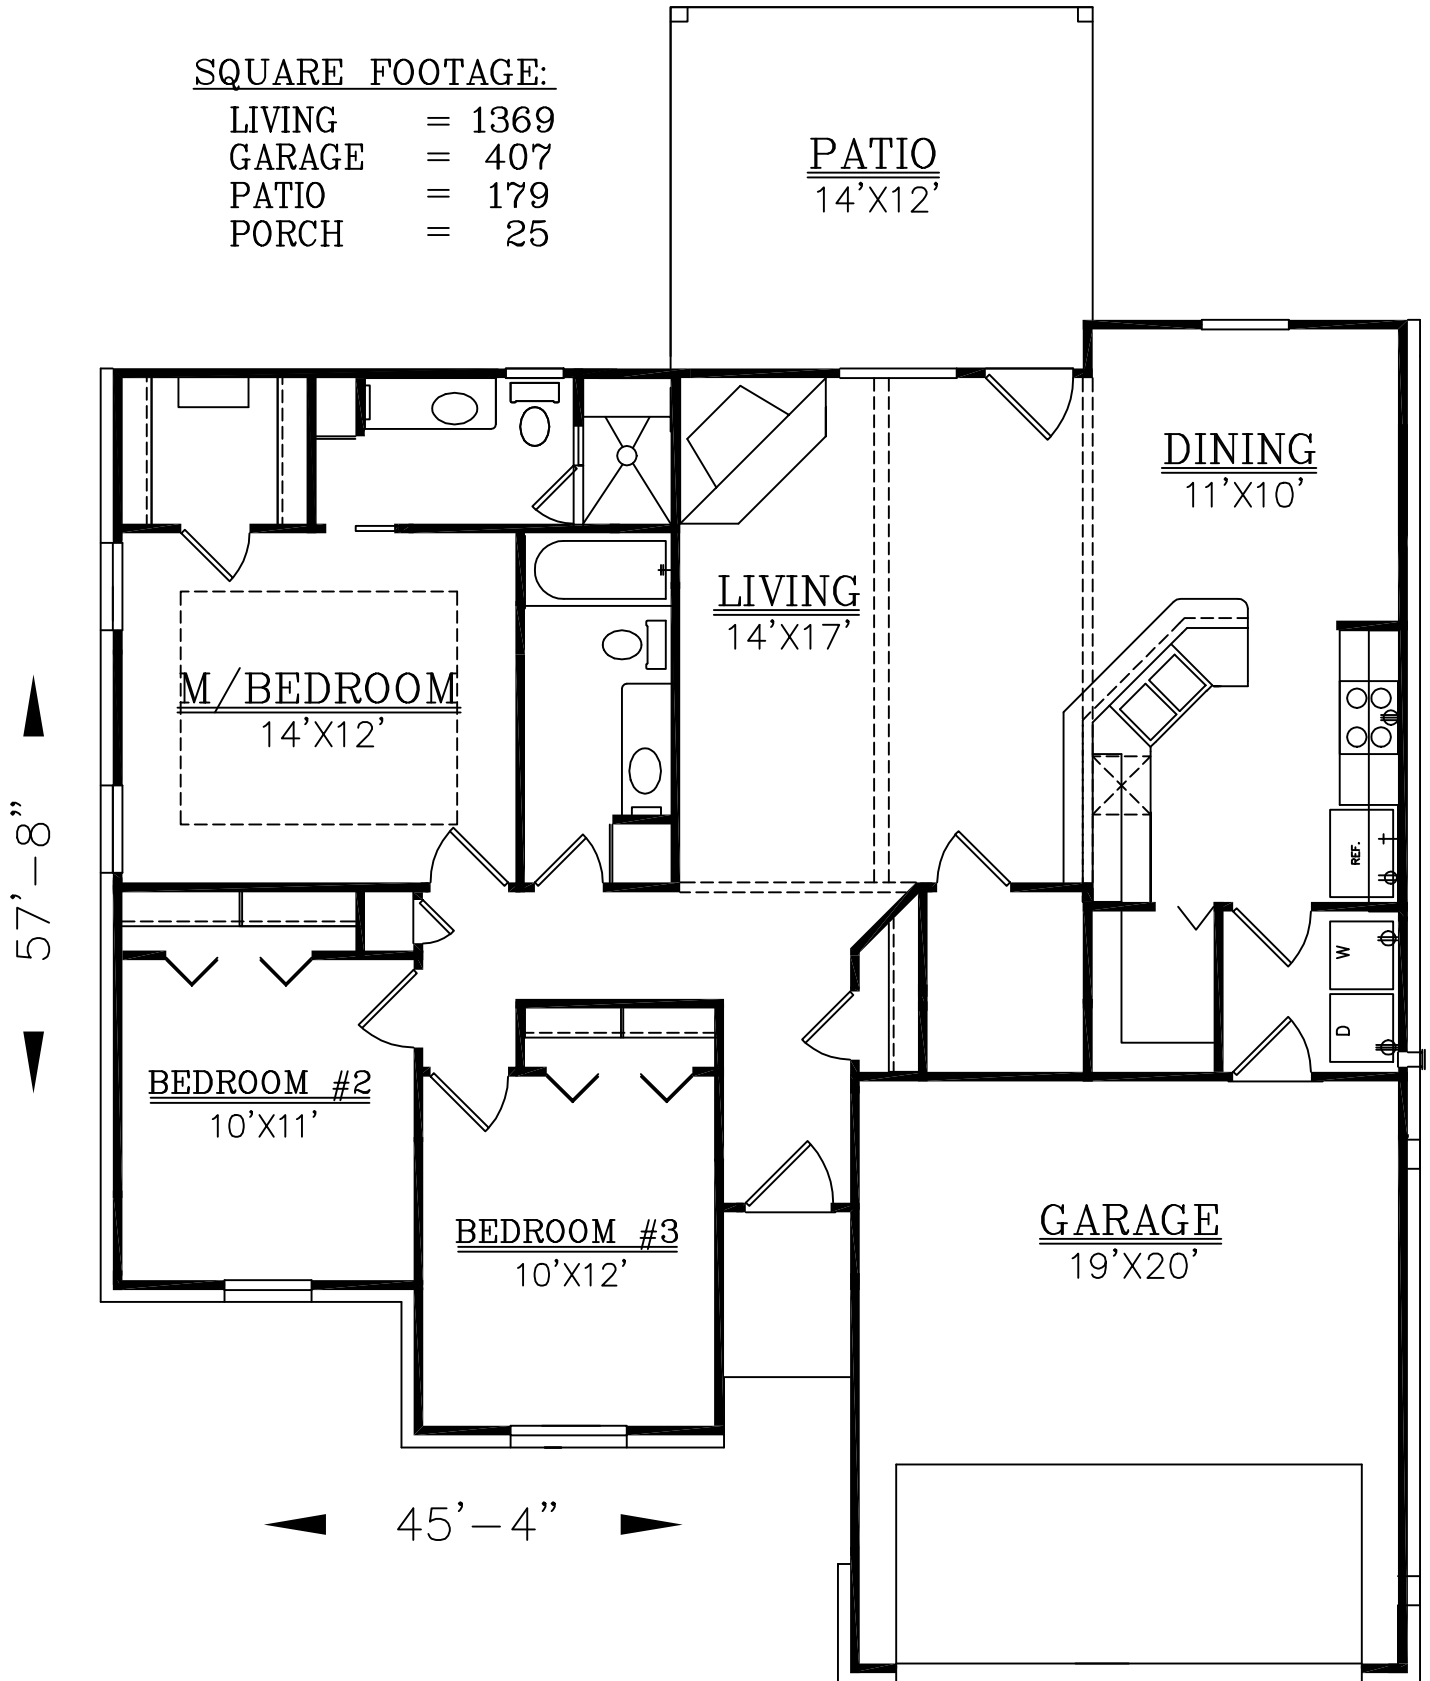 SQUARE FOOTAGE:
LIVING = 1369
GARAGE = 407
PATIO = 179
PORCH = 25
PATIO
14'X12'
DINING
11'X10'
LIVING
14'X17'
M/BEDROOM
14'X12'
57'-8"
REF.
W
D
BEDROOM #2
10'X11'
BEDROOM #3
10'X12'
GARAGE
19'X20'
45'-4"